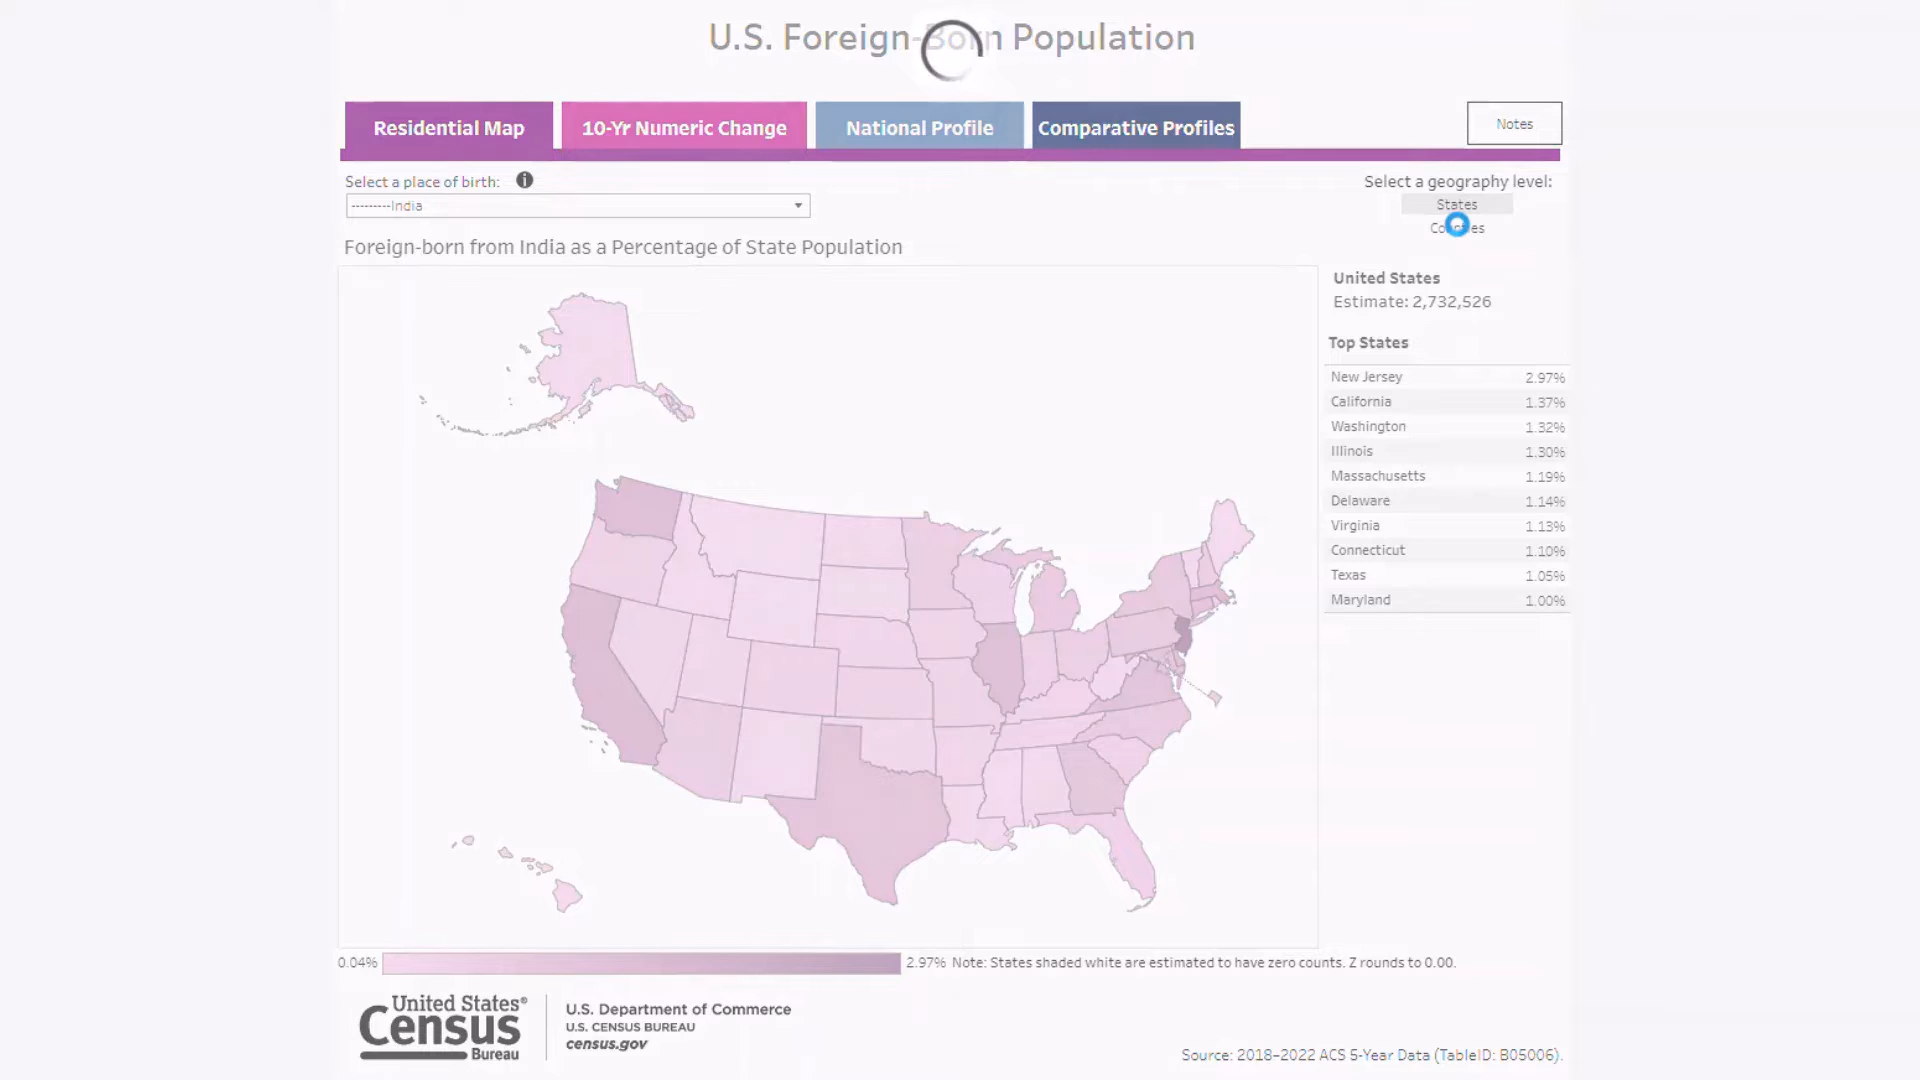 U.S. Foreign-Born Population
Residential Map
10-Yr Numeric Change
National Profile
Comparative Profiles
Notes
Select a place of birth:
---------India
Select a geography level:
States
Foreign-born from India as a Percentage of State Population
United States
Estimate: 2,732,526
Top States
New Jersey 2.97%
California 1.37%
Washington 1.32%
Illinois 1.30%
Massachusetts 1.19%
Delaware 1.14%
Virginia 1.13%
Connecticut 1.10%
Texas 1.05%
Maryland 1.00%
0.04%
2.97% Note: States shaded white are estimated to have zero counts. Z rounds to 0.00.
United States®
Census
Bureau
U.S. Department of Commerce
U.S. CENSUS BUREAU
census.gov
Source: 2018–2022 ACS 5-Year Data (TableID: B05006).